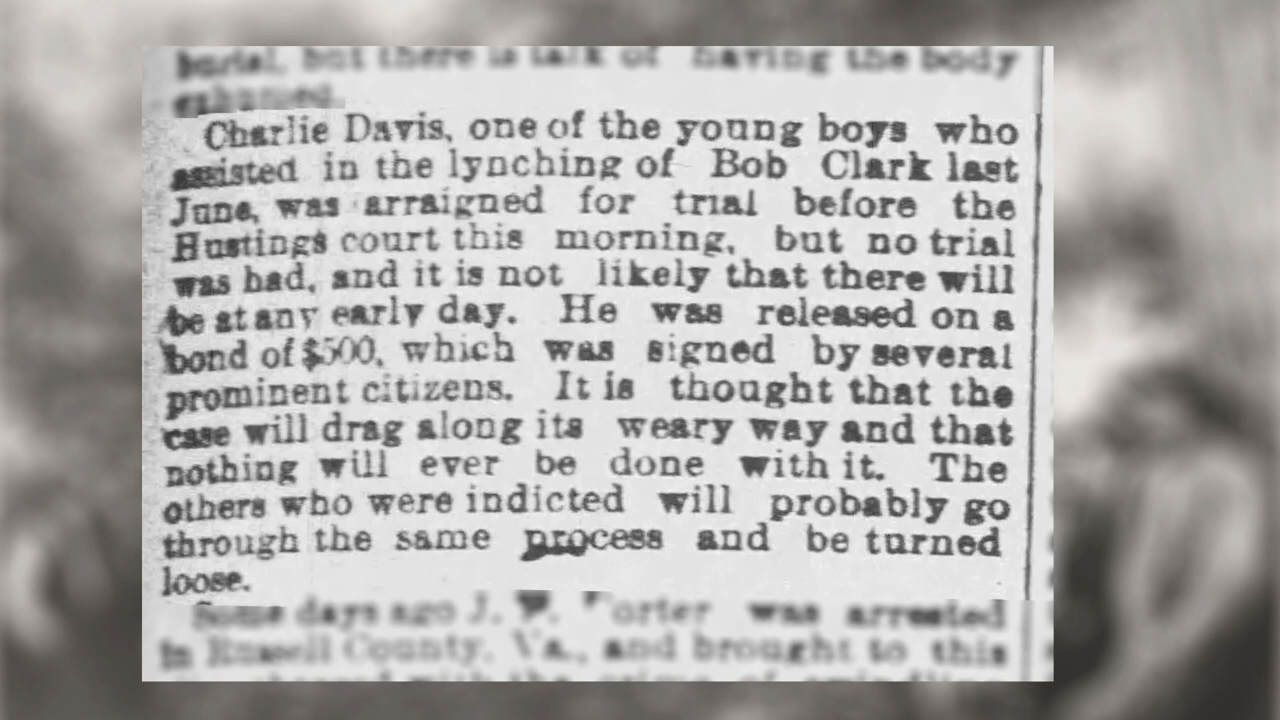 burial, but there is talk of having the body
exhumed.
Charlie Davis, one of the young boys who
assisted in the lynching of Bob Clark last
June, was arraigned for trial before the
Hustings court this morning, but no trial
was had, and it is not likely that there will
be at any early day. He was released on a
bond of $500, which was signed by several
prominent citizens. It is thought that the
case will drag along its weary way and that
nothing will ever be done with it. The
others who were indicted will probably go
through the same process and be turned
loose.
Some days ago J. orter was arrested
in Russell County, Va., and brought to this